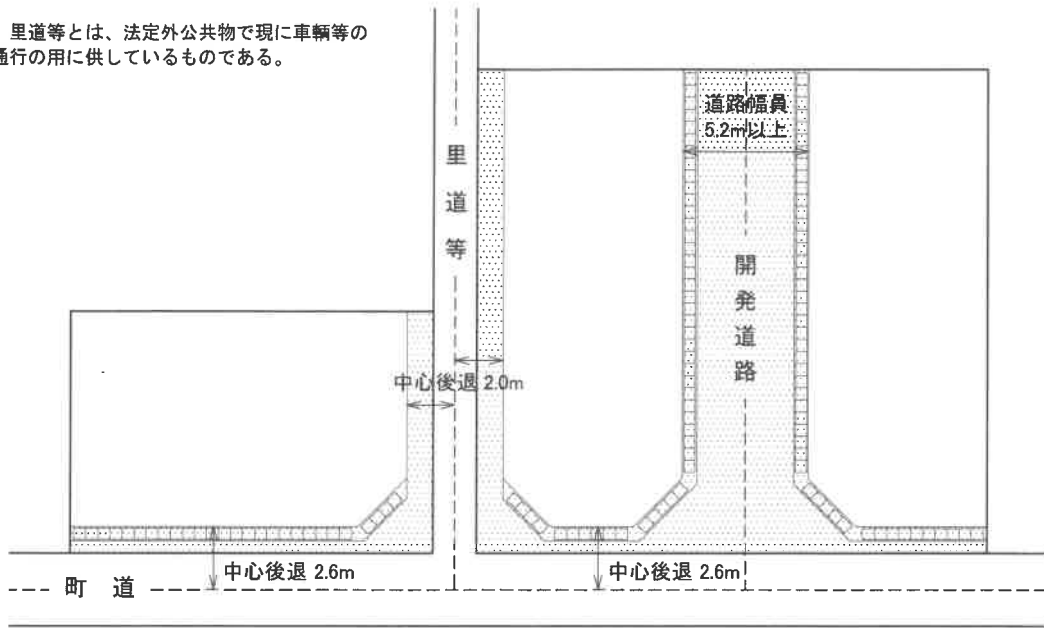 里道等とは、法定外公共物で現に車輌等の
通行の用に供しているものである。
道路幅員
5.2m以上
里道等
開発道路
中心後退 2.0m
中心後退 2.6m
中心後退 2.6m
町 道